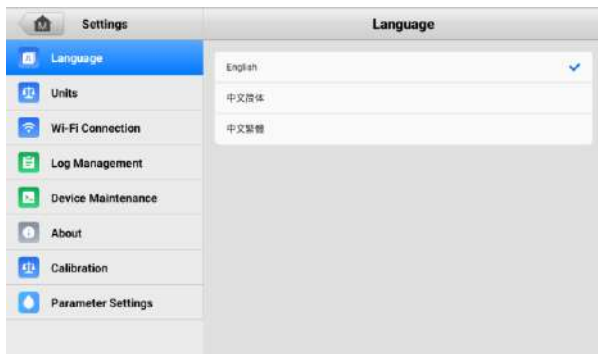 Settings
Language
Language
Units
Wi-Fi Connection
Log Management
Device Maintenance
About
Calibration
Parameter Settings
English
中文简体
中文繁體